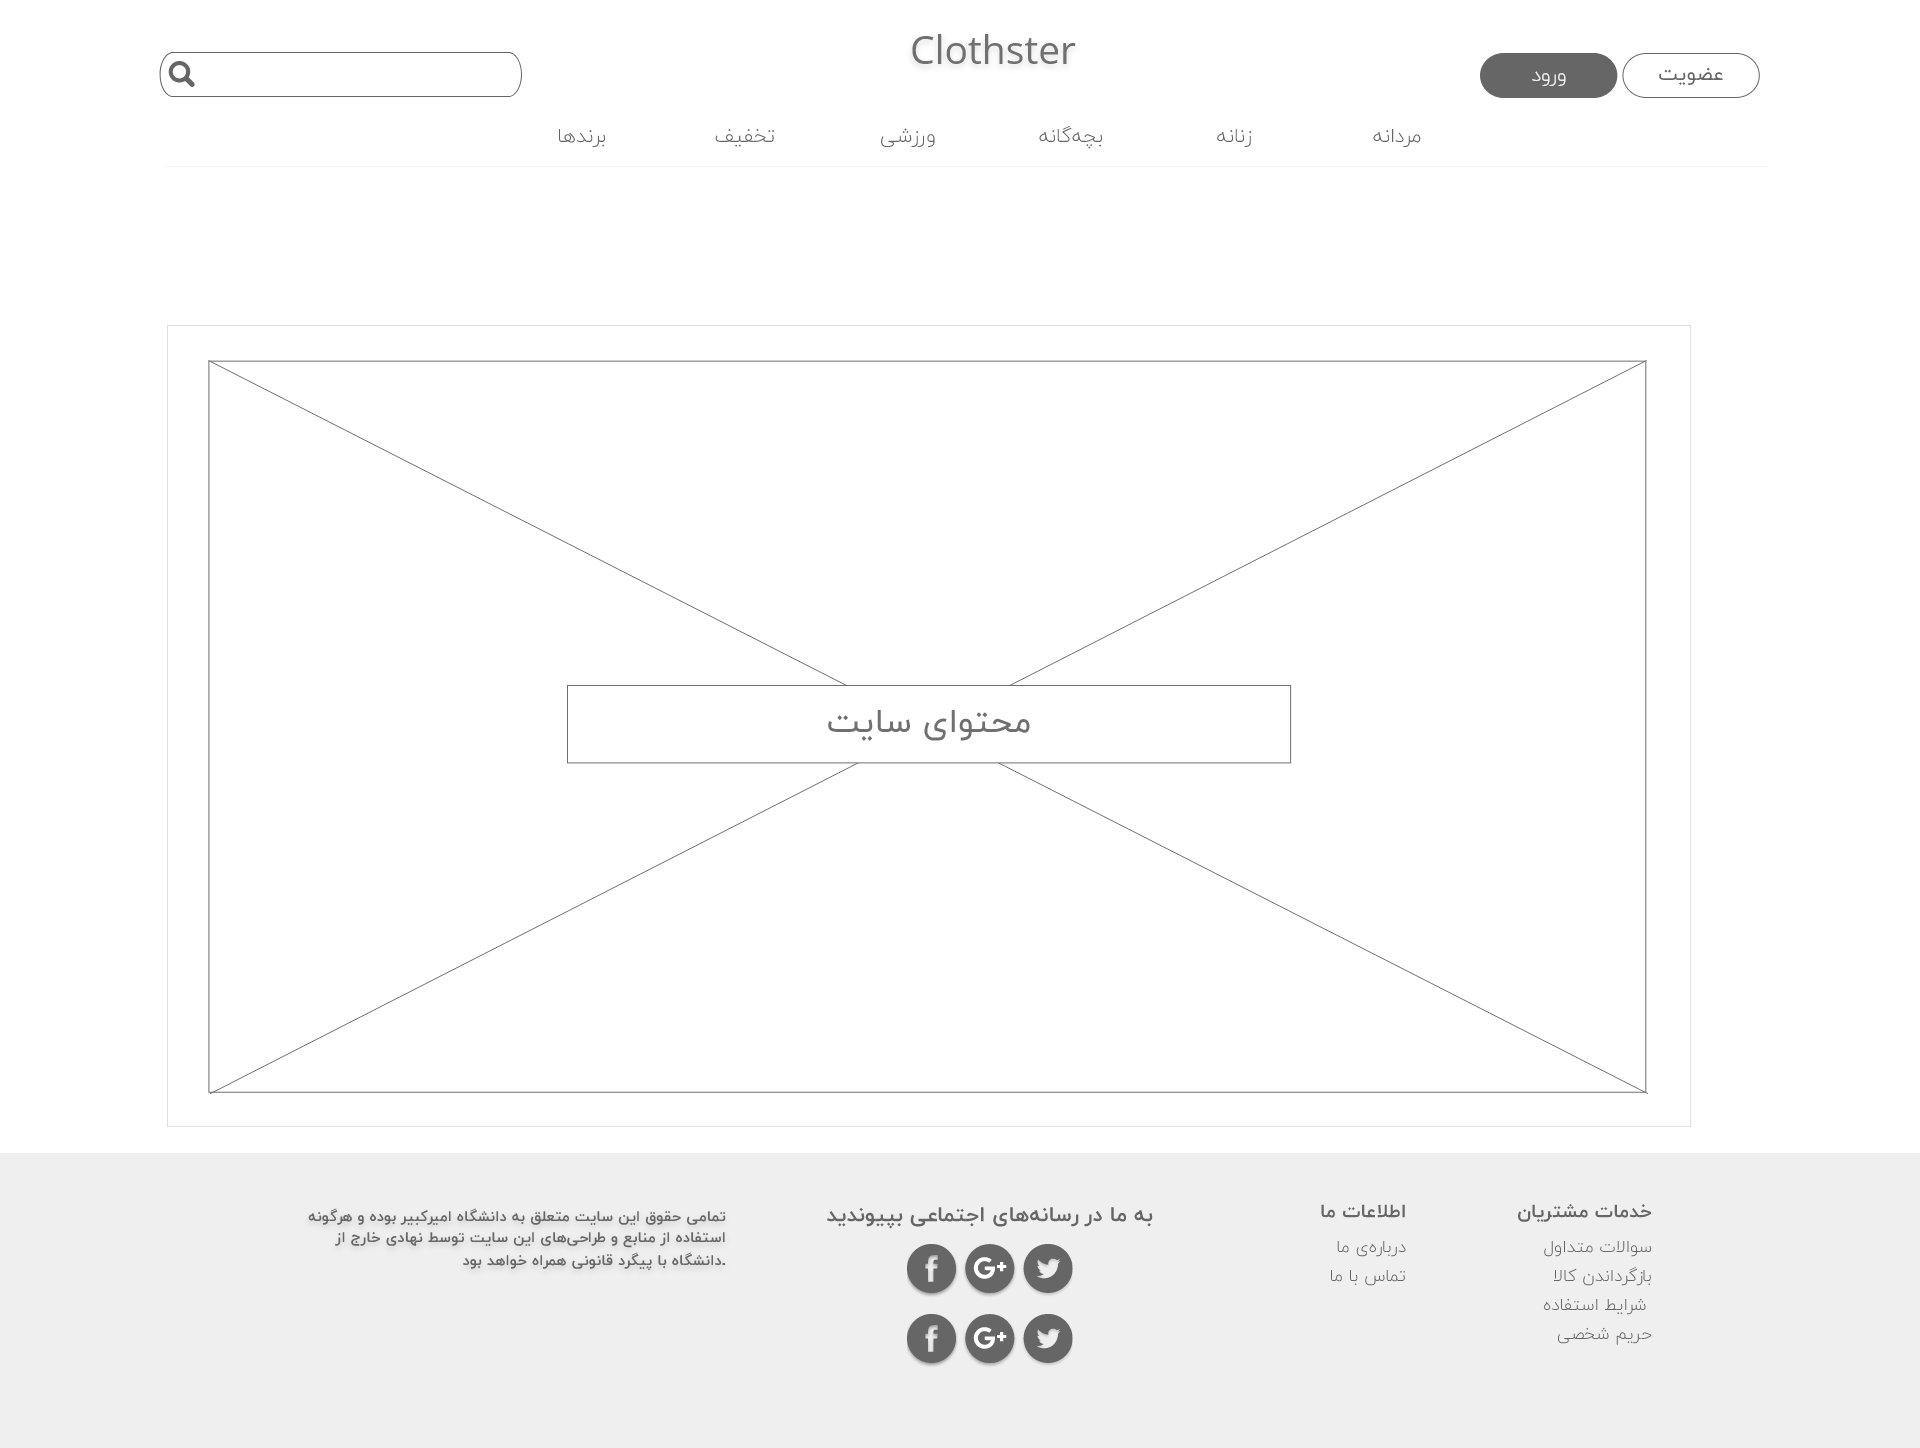 Clothster
عضویت
ورود
مردانه
زنانه
بچه‌گانه
ورزشی
تخفیف
برندها
محتوای سایت
خدمات مشتریان
سوالات متداول
بازگرداندن کالا
شرایط استفاده
حریم شخصی
اطلاعات ما
درباره‌ی ما
تماس با ما
به ما در رسانه‌های اجتماعی بپیوندید
تمامی حقوق این سایت متعلق به دانشگاه امیرکبیر بوده و هرگونه
استفاده از منابع و طراحی‌های این سایت توسط نهادی خارج از
.دانشگاه با پیگرد قانونی همراه خواهد بود